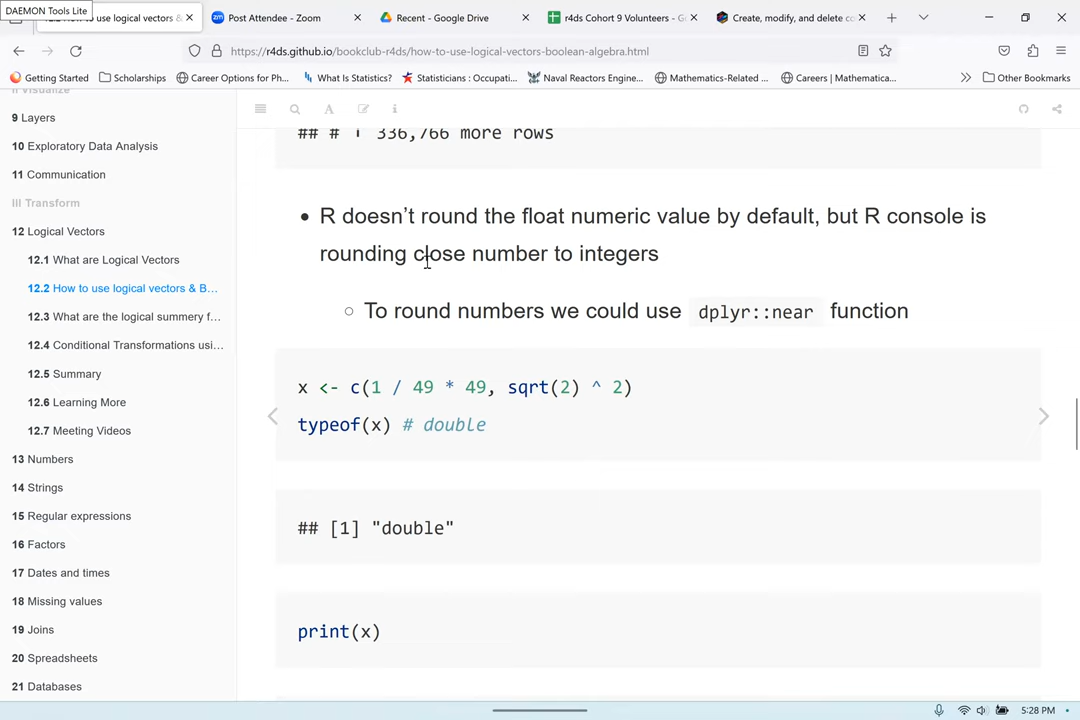 DAEMON Tools Lite
Post Attendee - Zoom
Recent - Google Drive
r4ds Cohort 9 Volunteers - Go
Create, modify, and delete co
https://r4ds.github.io/bookclub-r4ds/how-to-use-logical-vectors-boolean-algebra.html
Getting Started
Scholarships
Career Options for Ph...
What Is Statistics?
Statisticians : Occupati...
Naval Reactors Engine...
Mathematics-Related ...
Careers | Mathematica...
Other Bookmarks
II Visualize
9 Layers
10 Exploratory Data Analysis
11 Communication
III Transform
12 Logical Vectors
12.1 What are Logical Vectors
12.2 How to use logical vectors & B...
12.3 What are the logical summery f...
12.4 Conditional Transformations usi...
12.5 Summary
12.6 Learning More
12.7 Meeting Videos
13 Numbers
14 Strings
15 Regular expressions
16 Factors
17 Dates and times
18 Missing values
19 Joins
20 Spreadsheets
21 Databases
## # ℹ 336,766 more rows
• R doesn't round the float numeric value by default, but R console is
rounding close number to integers
○ To round numbers we could use dplyr::near function
x <- c(1 / 49 * 49, sqrt(2) ^ 2)
typeof(x) # double
## [1] "double"
print(x)
5:28 PM